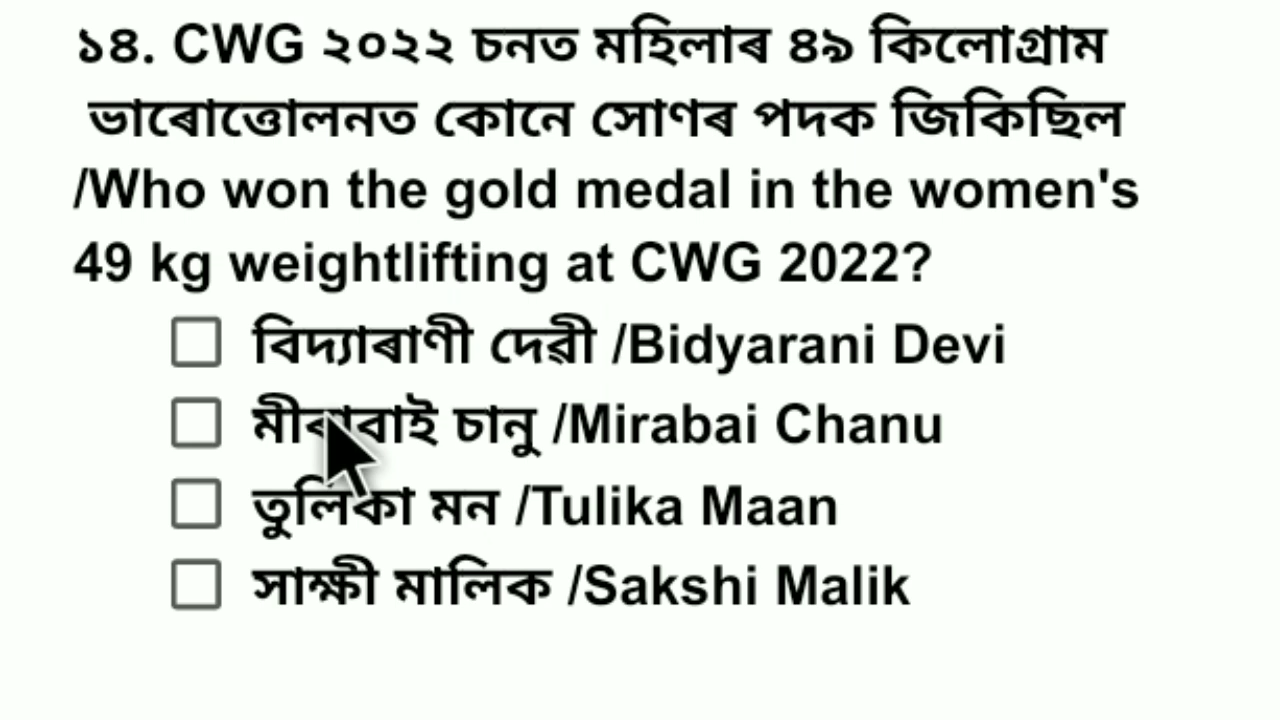 ১৪. CWG ২০২২ চনত মহিলাৰ ৪৯ কিলোগ্ৰাম
ভাৰোত্তোলনত কোনে সোণৰ পদক জিকিছিল
/Who won the gold medal in the women's
49 kg weightlifting at CWG 2022?
বিদ্যাৰাণী দেৱী /Bidyarani Devi
মীৰাবাই চানু /Mirabai Chanu
তুলিকা মন /Tulika Maan
সাক্ষী মালিক /Sakshi Malik